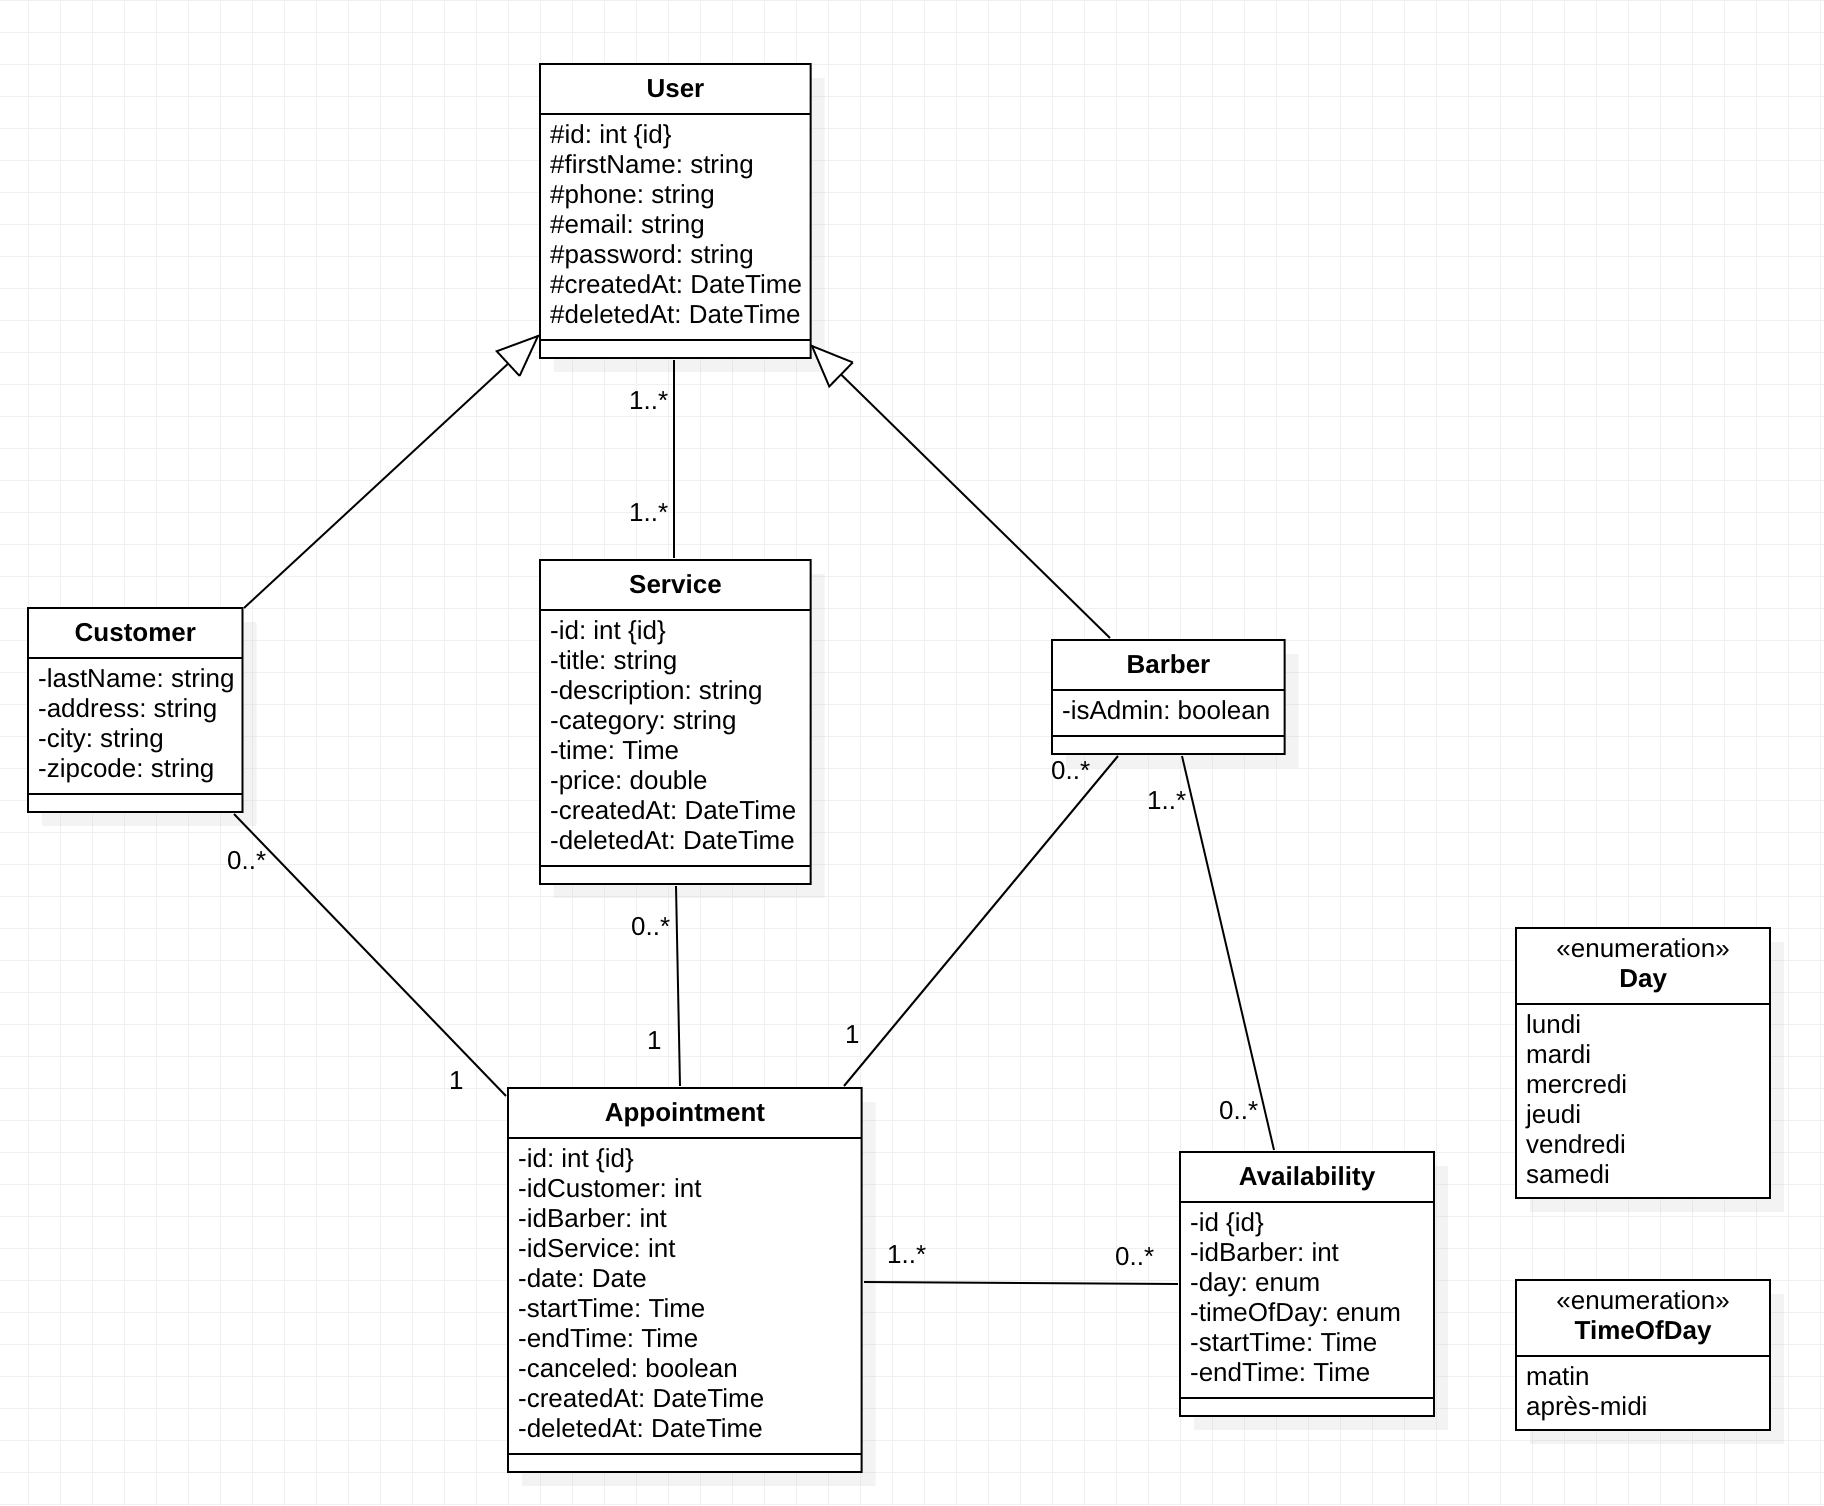 User
#id: int {id}
#firstName: string
#phone: string
#email: string
#password: string
#createdAt: DateTime
#deletedAt: DateTime
1..*
1..*
Customer
-lastName: string
-address: string
-city: string
-zipcode: string
Service
-id: int {id}
-title: string
-description: string
-category: string
-time: Time
-price: double
-createdAt: DateTime
-deletedAt: DateTime
Barber
-isAdmin: boolean
0..*
1..*
0..*
0..*
1
1
1
0..*
Appointment
-id: int {id}
-idCustomer: int
-idBarber: int
-idService: int
-date: Date
-startTime: Time
-endTime: Time
-canceled: boolean
-createdAt: DateTime
-deletedAt: DateTime
1..*
0..*
Availability
-id {id}
-idBarber: int
-day: enum
-timeOfDay: enum
-startTime: Time
-endTime: Time
«enumeration»
Day
lundi
mardi
mercredi
jeudi
vendredi
samedi
«enumeration»
TimeOfDay
matin
après-midi